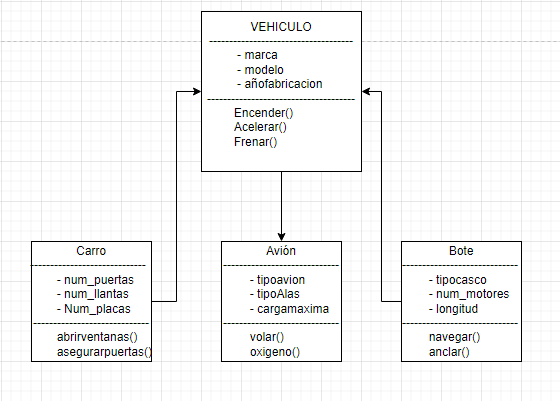 VEHICULO
- marca
- modelo
- añofabricacion
Encender()
Acelerar()
Frenar()
Carro
- num_puertas
- num_llantas
- Num_placas
abrirventanas()
asegurarpuertas()
Avión
- tipoavion
- tipoAlas
- cargamaxima
volar()
oxigeno()
Bote
- tipocasco
- num_motores
- longitud
navegar()
anclar()